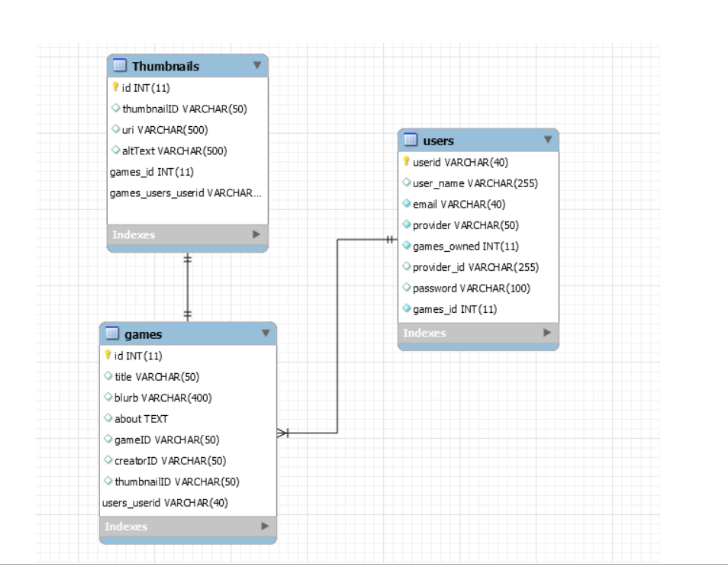 Thumbnails
id INT(11)
thumbnailID VARCHAR(50)
uri VARCHAR(500)
altText VARCHAR(500)
games_id INT(11)
games_users_userid VARCHAR...
Indexes
users
userid VARCHAR(40)
user_name VARCHAR(255)
email VARCHAR(40)
provider VARCHAR(50)
games_owned INT(11)
provider_id VARCHAR(255)
password VARCHAR(100)
games_id INT(11)
Indexes
games
id INT(11)
title VARCHAR(50)
blurb VARCHAR(400)
about TEXT
gameID VARCHAR(50)
creatorID VARCHAR(50)
thumbnailID VARCHAR(50)
users_userid VARCHAR(40)
Indexes